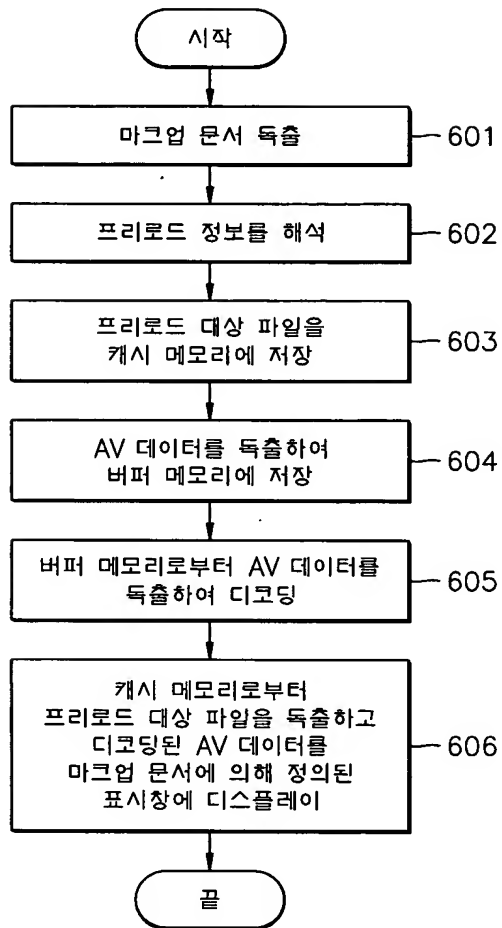 시작
마크업 문서 독출
601
프리로드 정보를 해석
602
프리로드 대상 파일을
캐시 메모리에 저장
603
AV 데이터를 독출하여
버퍼 메모리에 저장
604
버퍼 메모리로부터 AV 데이터를
독출하여 디코딩
605
캐시 메모리로부터
프리로드 대상 파일을 독출하고
디코딩된 AV 데이터를
마크업 문서에 의해 정의된
표시창에 디스플레이
606
끝